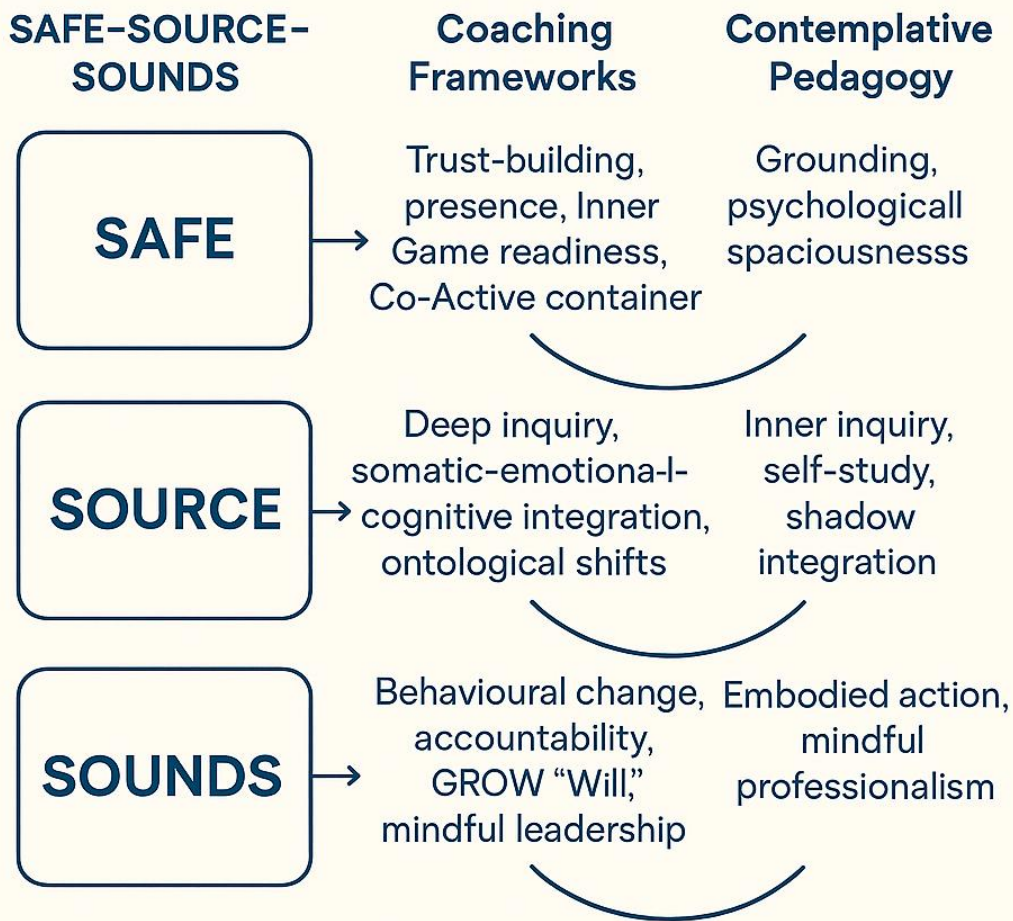 SAFE-SOURCE-
SOUNDS
Coaching
Frameworks
Contemplative
Pedagogy
SAFE
Trust-building,
presence, Inner
Game readiness,
Co-Active container
Grounding,
psychologicall
spaciousnesss
SOURCE
Deep inquiry,
somatic-emotiona-l-
cognitive integration,
ontological shifts
Inner inquiry,
self-study,
shadow
integration
SOUNDS
Behavioural change,
accountability,
GROW “Will,”
mindful leadership
Embodied action,
mindful
professionalism